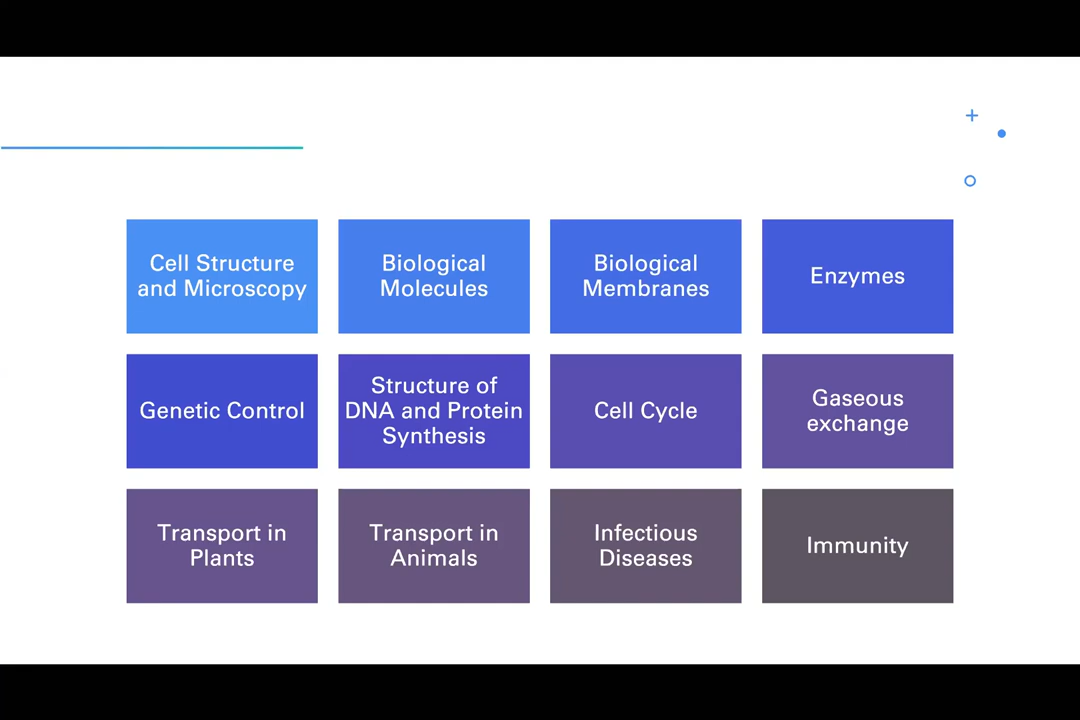 Cell Structure
and Microscopy
Biological
Molecules
Biological
Membranes
Enzymes
Genetic Control
Structure of
DNA and Protein
Synthesis
Cell Cycle
Gaseous
exchange
Transport in
Plants
Transport in
Animals
Infectious
Diseases
Immunity